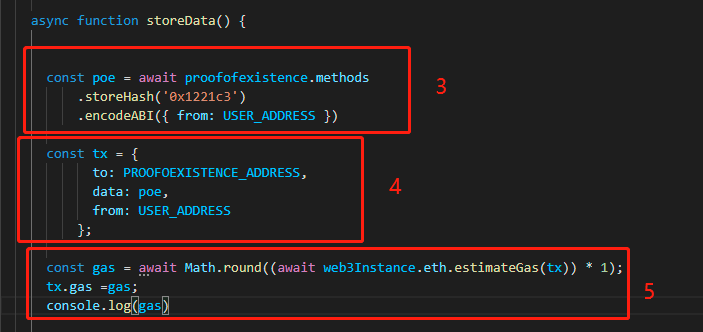 async function storeData() {
const poe = await proofofexistence.methods
.storeHash('0x1221c3')
.encodeABI({ from: USER_ADDRESS })
3
const tx = {
to: PROOFOEXISTENCE_ADDRESS,
data: poe,
from: USER_ADDRESS
};
4
const gas = await Math.round((await web3Instance.eth.estimateGas(tx)) * 1);
tx.gas =gas;
console.log(gas)
5